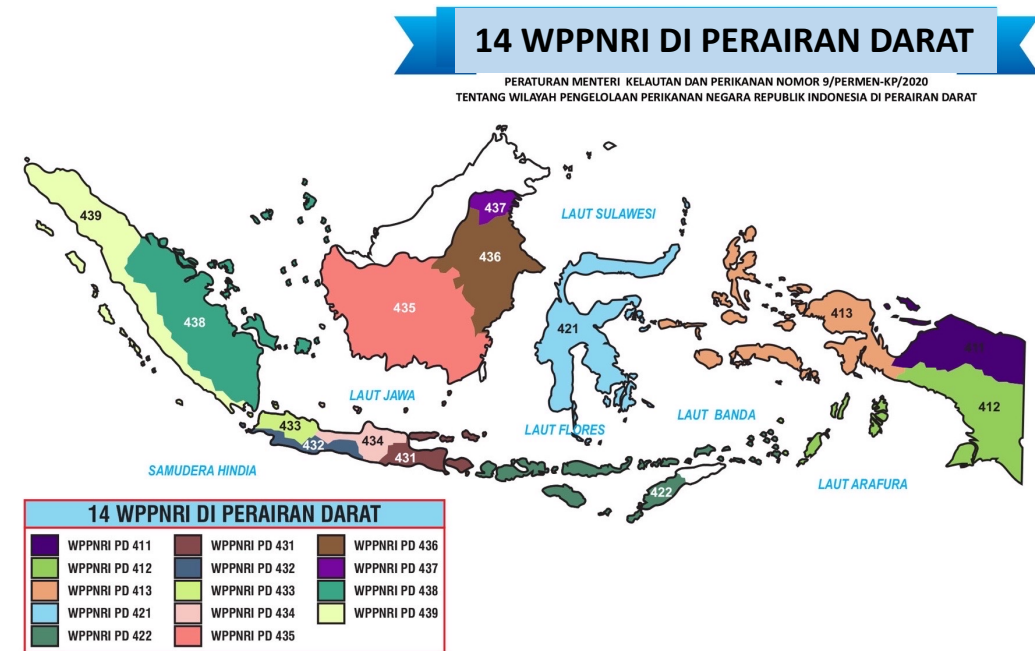 14 WPPNRI DI PERAIRAN DARAT
PERATURAN MENTERI KELAUTAN DAN PERIKANAN NOMOR 9/PERMEN-KP/2020
TENTANG WILAYAH PENGELOLAAN PERIKANAN NEGARA REPUBLIK INDONESIA DI PERAIRAN DARAT
439
437
LAUT SULAWESI
436
438
435
421
413
411
412
LAUT JAWA
LAUT BANDA
433
432
434
431
LAUT FLORES
SAMUDERA HINDIA
422
LAUT ARAFURA
14 WPPNRI DI PERAIRAN DARAT
WPPNRI PD 411
WPPNRI PD 412
WPPNRI PD 413
WPPNRI PD 421
WPPNRI PD 422
WPPNRI PD 431
WPPNRI PD 432
WPPNRI PD 433
WPPNRI PD 434
WPPNRI PD 435
WPPNRI PD 436
WPPNRI PD 437
WPPNRI PD 438
WPPNRI PD 439